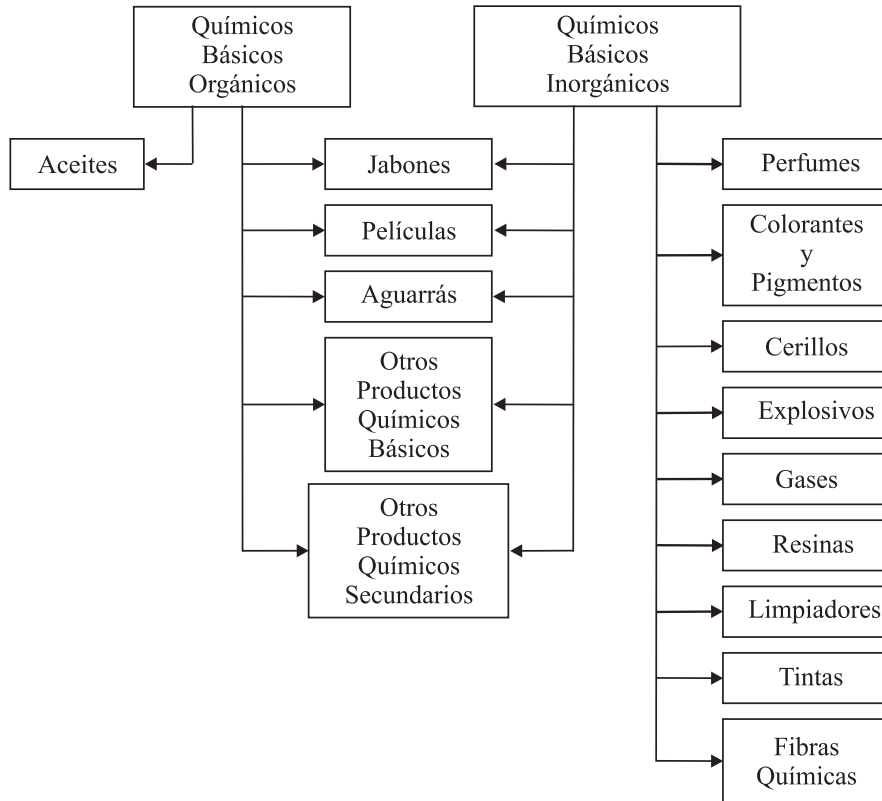 Químicos
Básicos
Orgánicos
Químicos
Básicos
Inorgánicos
Aceites
Jabones
Películas
Aguarrás
Otros
Productos
Químicos
Básicos
Otros
Productos
Químicos
Secundarios
Perfumes
Colorantes
y
Pigmentos
Cerillos
Explosivos
Gases
Resinas
Limpiadores
Tintas
Fibras
Químicas